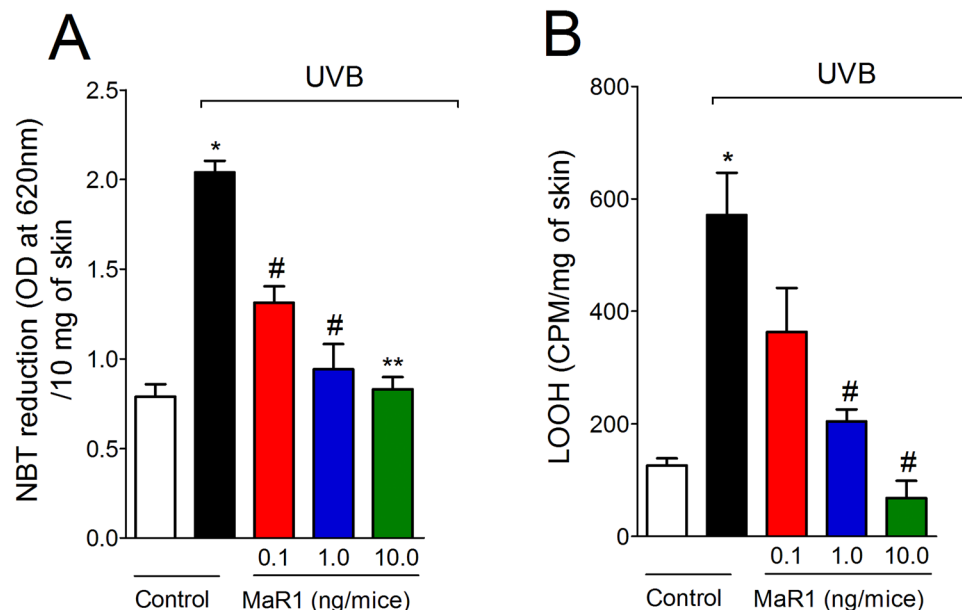 A
UVB
NBT reduction (OD at 620nm)
/10 mg of skin
2.5
2.0
1.5
1.0
0.5
0.0
*
#
#
**
0.1 1.0 10.0
Control MaR1 (ng/mice)
B
UVB
LOOH (CPM/mg of skin)
800
600
400
200
0
*
#
#
0.1 1.0 10.0
Control MaR1 (ng/mice)